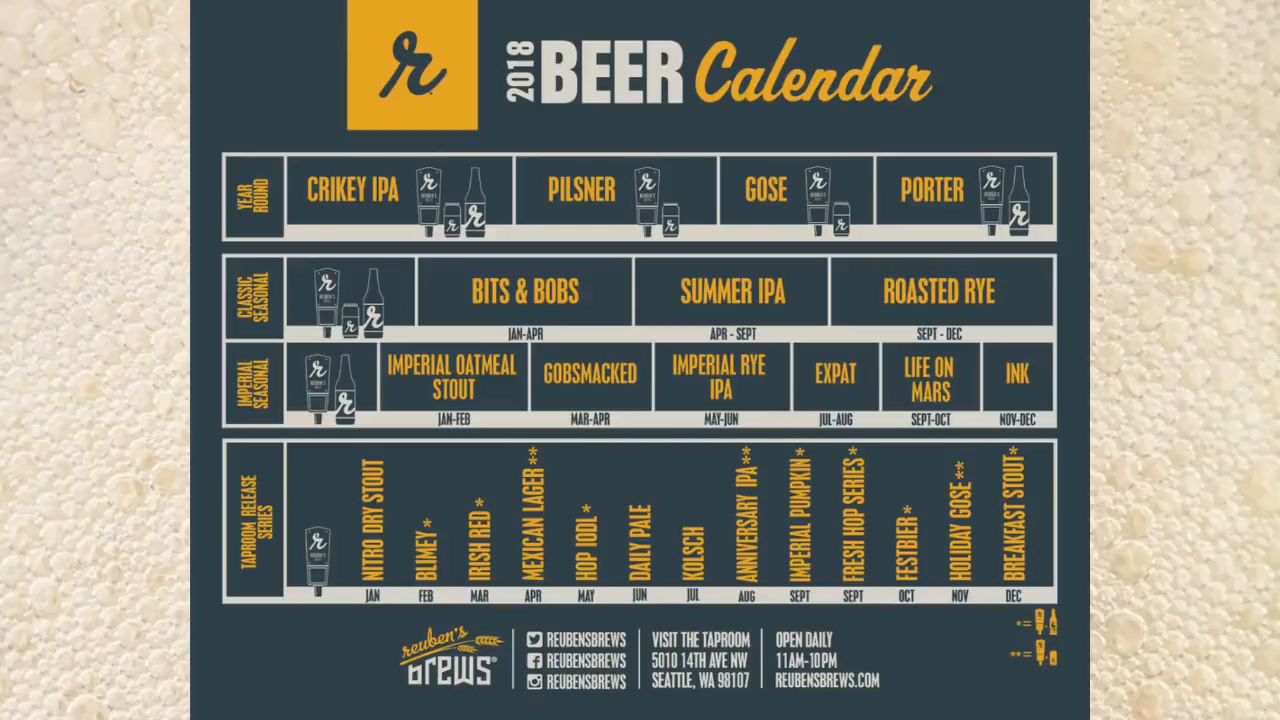 r
2018 BEER Calendar
YEAR ROUND
CRIKEY IPA
PILSNER
GOSE
PORTER
CLASSIC SEASONAL
BITS & BOBS
SUMMER IPA
ROASTED RYE
JAN-APR
APR - SEPT
SEPT - DEC
IMPERIAL SEASONAL
IMPERIAL OATMEAL
STOUT
GOBSMACKED
IMPERIAL RYE
IPA
EXPAT
LIFE ON
MARS
INK
JAN-FEB
MAR-APR
MAY-JUN
JUL-AUG
SEPT-OCT
NOV-DEC
TAPROOM RELEASE
SERIES
NITRO DRY STOUT
BLIMEY*
IRISH RED*
MEXICAN LAGER**
HOP IDOL*
DAILY PALE
KOLSCH
ANNIVERSARY IPA**
IMPERIAL PUMPKIN*
FRESH HOP SERIES*
FESTBIER*
HOLIDAY GOSE**
BREAKFAST STOUT*
JAN
FEB
MAR
APR
MAY
JUN
JUL
AUG
SEPT
SEPT
OCT
NOV
DEC
* =
** =
reuben's
brews
REUBENSBREWS
REUBENSBREWS
REUBENSBREWS
VISIT THE TAPROOM
5010 14TH AVE NW
SEATTLE, WA 98107
OPEN DAILY
11AM-10PM
REUBENSBREWS.COM